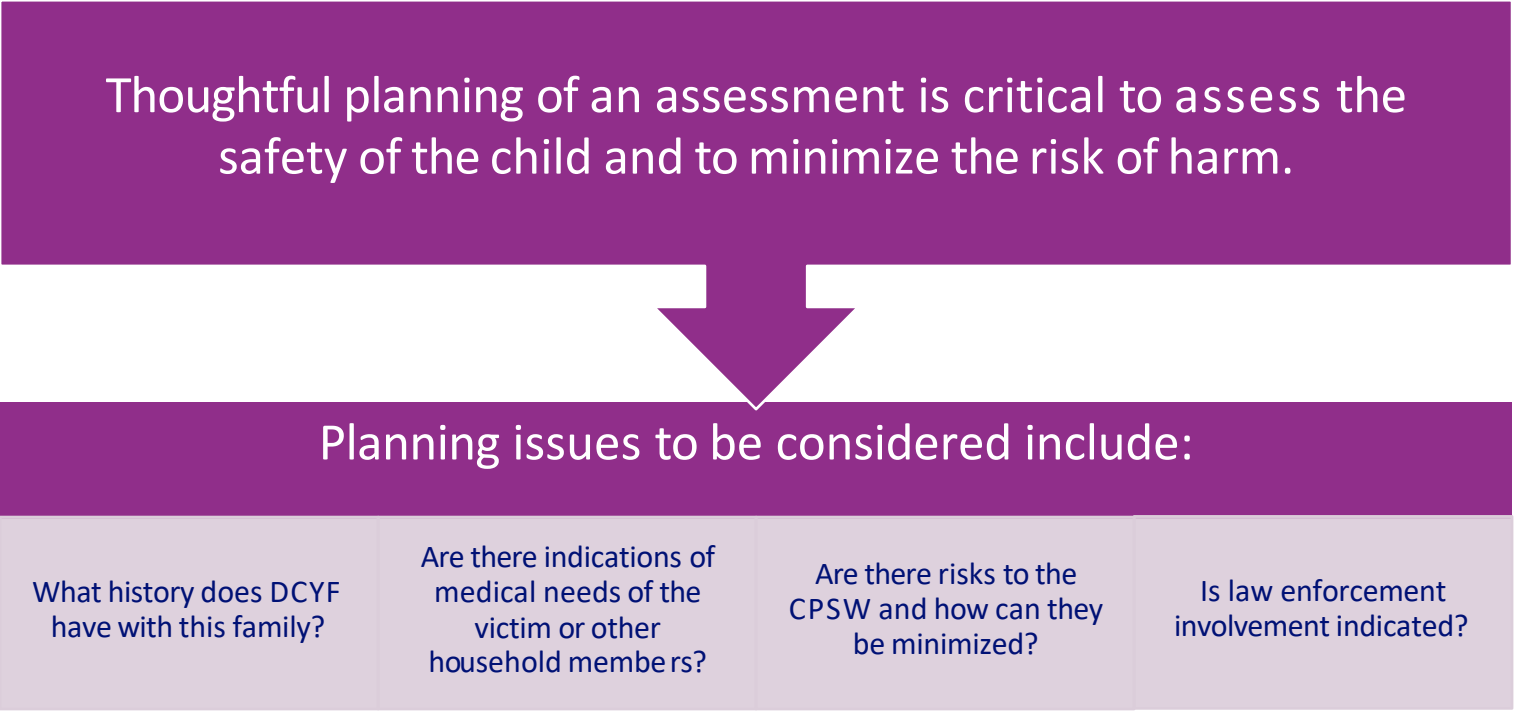 Thoughtful planning of an assessment is critical to assess the
safety of the child and to minimize the risk of harm.
Planning issues to be considered include:
What history does DCYF
have with this family?
Are there indications of
medical needs of the
victim or other
household members?
Are there risks to the
CPSW and how can they
be minimized?
Is law enforcement
involvement indicated?